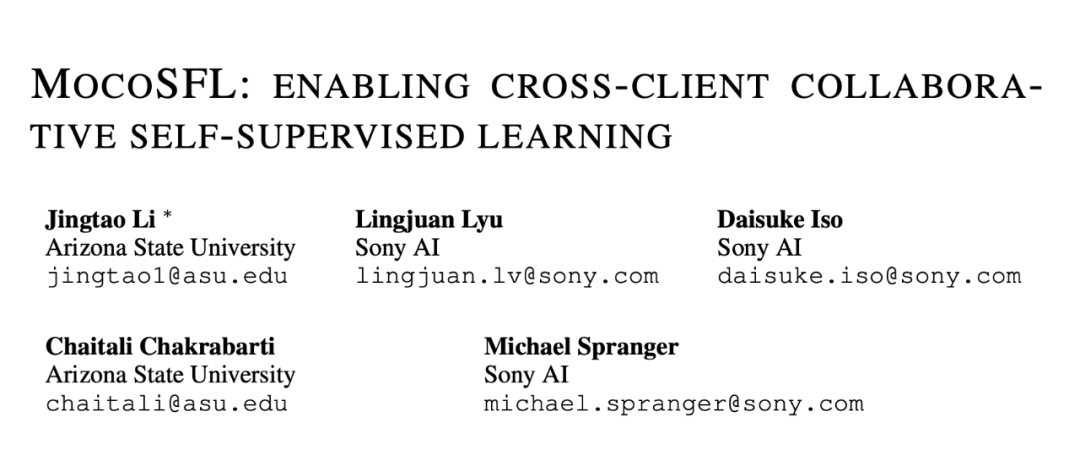 MOCOSFL: ENABLING CROSS-CLIENT COLLABORA-
TIVE SELF-SUPERVISED LEARNING
Jingtao Li * Lingjuan Lyu Daisuke Iso
Arizona State University Sony AI Sony AI
jingtao1@asu.edu lingjuan.lv@sony.com daisuke.iso@sony.com
Chaitali Chakrabarti Michael Spranger
Arizona State University Sony AI
chaitali@asu.edu michael.spranger@sony.com